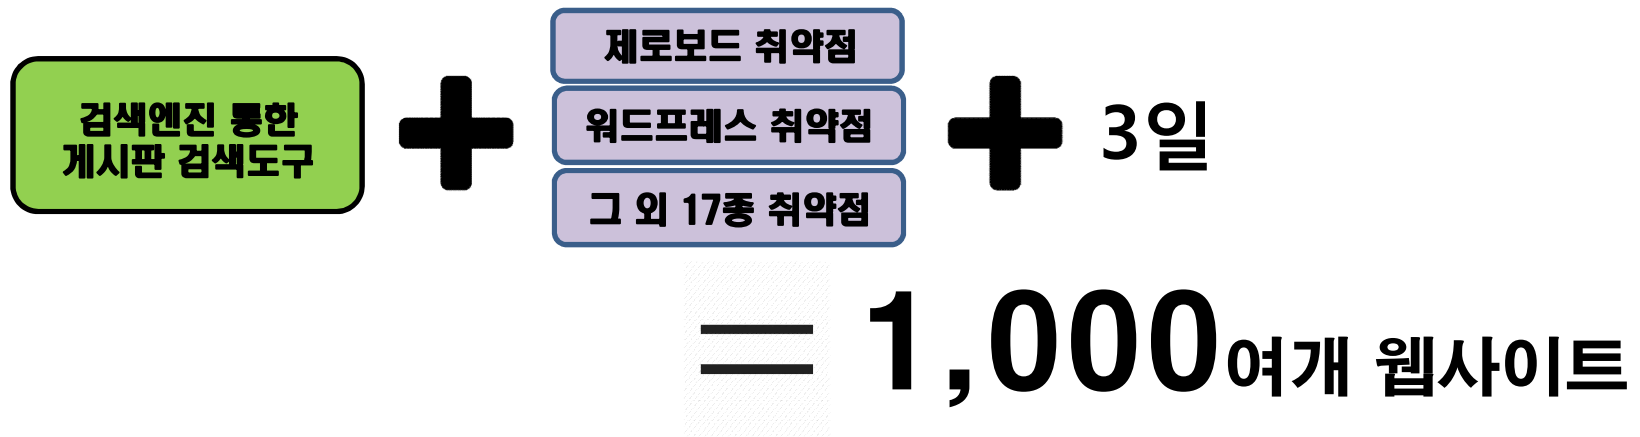 검색엔진 통한
게시판 검색도구
제로보드 취약점
워드프레스 취약점
그 외 17종 취약점
3일
1,000여개 웹사이트